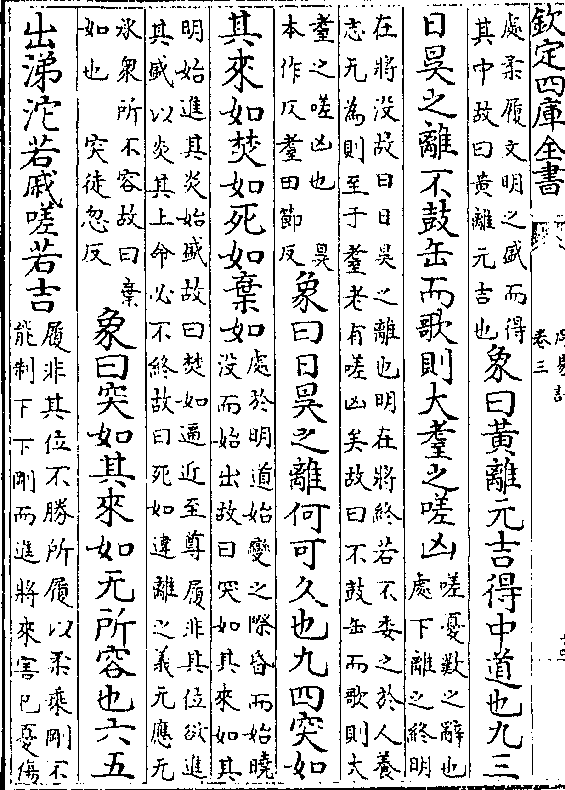 欽定四庫全書 周易註 卷三
處柔履文明之盛而得
其中故曰黃離元吉也
象曰黃離元吉得中道也九三
日昃之離不鼓缶而歌則大耋之嗟凶
嗟憂歎之辭也
處下離之終明
在將沒故曰日昃之離也明在將終若不委之於人養
志无為則至于耋老有嗟凶矣故曰不鼓缶而歌則大
耋之嗟凶也 昃
本作仄耋田節反
象曰日昃之離何可久也九四突如
其來如焚如死如棄如
處於明道始變之際昏而始曉
沒而始出故曰突如其來如其
明始進其炎始盛故曰焚如逼近至尊履非其位欲進
其盛以炎其上命必不終故曰死如違離之義无應无
承衆所不容故曰棄
如也 突徒忽反
象曰突如其來如无所容也六五
出涕沱若戚嗟若吉
履非其位不勝所履以柔乘剛不
能制下下剛而進將來害已憂傷